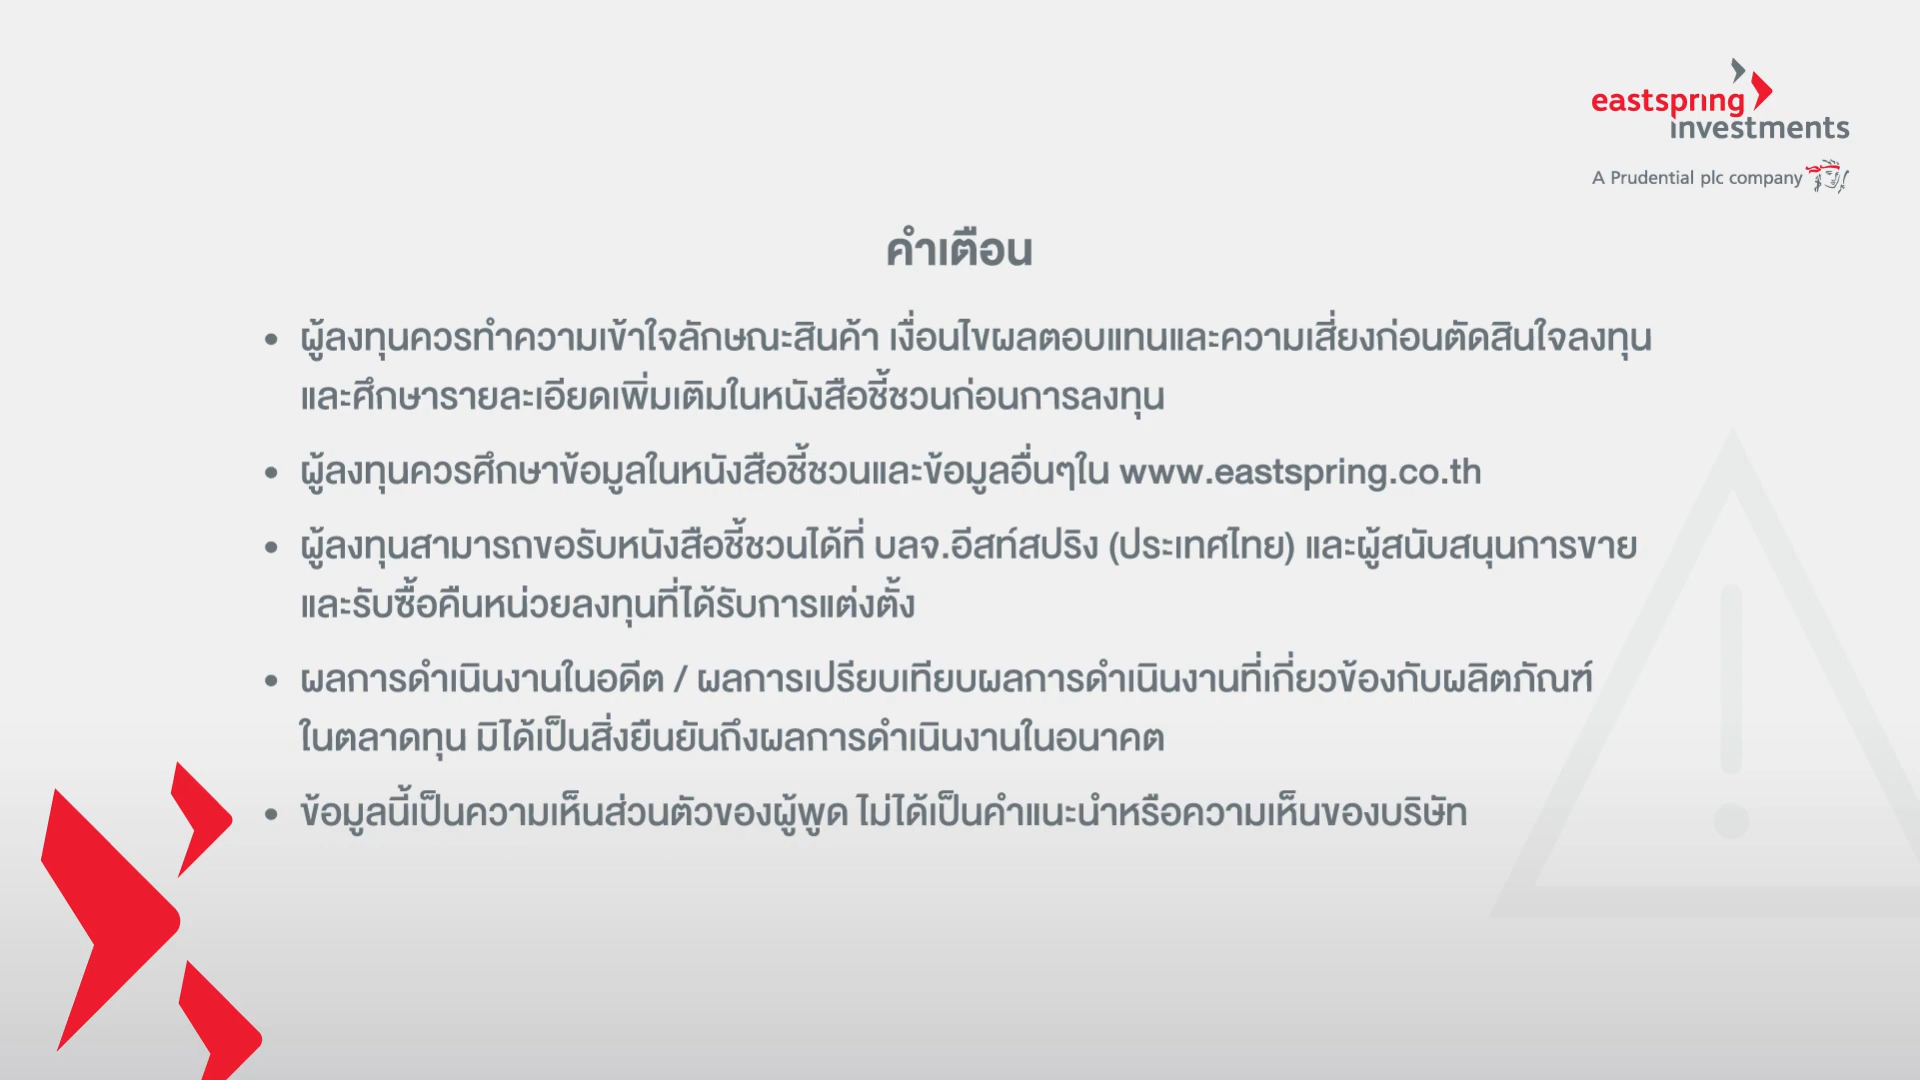 eastspring
investments
A Prudential plc company
คำเตือน
• ผู้ลงทุนควรทำความเข้าใจลักษณะสินค้า เงื่อนไขผลตอบแทนและความเสี่ยงก่อนตัดสินใจลงทุน
และศึกษารายละเอียดเพิ่มเติมในหนังสือชี้ชวนก่อนการลงทุน
• ผู้ลงทุนควรศึกษาข้อมูลในหนังสือชี้ชวนและข้อมูลอื่นๆใน www.eastspring.co.th
• ผู้ลงทุนสามารถขอรับหนังสือชี้ชวนได้ที่ บลจ.อีสท์สปริง (ประเทศไทย) และผู้สนับสนุนการขาย
และรับซื้อคืนหน่วยลงทุนที่ได้รับการแต่งตั้ง
• ผลการดำเนินงานในอดีต / ผลการเปรียบเทียบผลการดำเนินงานที่เกี่ยวข้องกับผลิตภัณฑ์
ในตลาดทุน มิได้เป็นสิ่งยืนยันถึงผลการดำเนินงานในอนาคต
• ข้อมูลนี้เป็นความเห็นส่วนตัวของผู้พูด ไม่ได้เป็นคำแนะนำหรือความเห็นของบริษัท